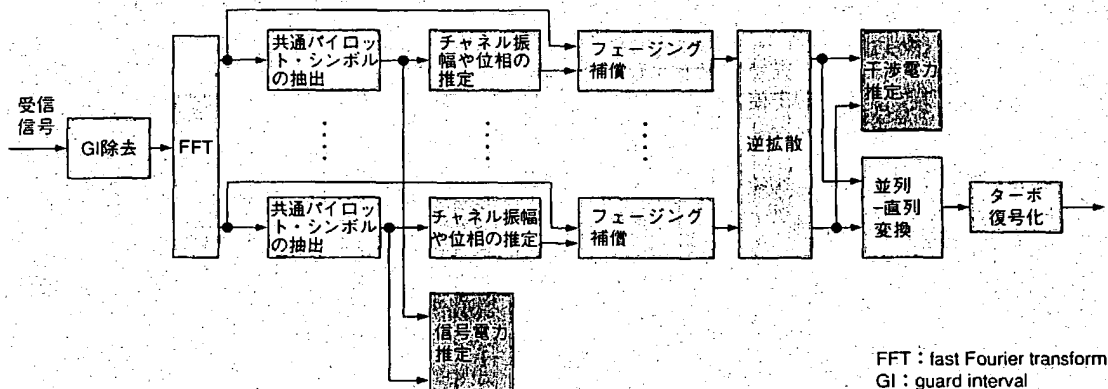 受信
信号
GI除去
FFT
共通パイロッ
ト・シンボル
の抽出
チャネル振
幅や位相の
推定
フェージング
補償
逆拡散
干渉電力
推定
共通パイロッ
ト・シンボル
の抽出
チャネル振幅
や位相の推定
フェージング
補償
並列
-直列
変換
ターボ
復号化
信号電力
推定
FFT:fast Fourier transform
GI:guard interval